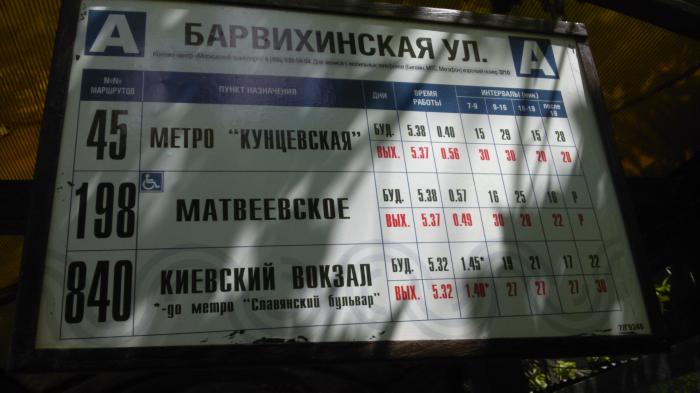 А БАРВИХИНСКАЯ УЛ. А
№№ МАРШРУТОВ ПУНКТ НАЗНАЧЕНИЯ ДНИ ВРЕМЯ РАБОТЫ ИНТЕРВАЛЫ (мин.)
7-9 9-16 16-19 после 19
45 МЕТРО "КУНЦЕВСКАЯ" БУД. 5.38 0.40 15 29 15 28
ВЫХ. 5.37 0.56 30 30 20 20
198 МАТВЕЕВСКОЕ БУД. 5.38 0.57 16 25 16 Р
ВЫХ. 5.37 0.49 30 28 22 Р
840 КИЕВСКИЙ ВОКЗАЛ БУД. 5.32 1.45* 19 21 17 22
*-до метро "Славянский бульвар" ВЫХ. 5.32 1.40* 27 27 27 30